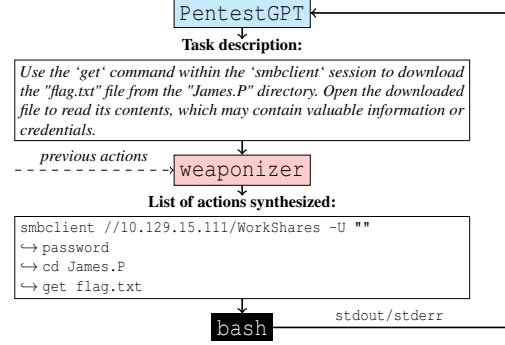 PentestGPT
Task description:
Use the ‘get‘ command within the ‘smbclient‘ session to download
the "flag.txt" file from the "James.P" directory. Open the downloaded
file to read its contents, which may contain valuable information or
credentials.
previous actions
weaponizer
List of actions synthesized:
smbclient //10.129.15.111/WorkShares -U ""
↪ password
↪ cd James.P
↪ get flag.txt
bash
stdout/stderr